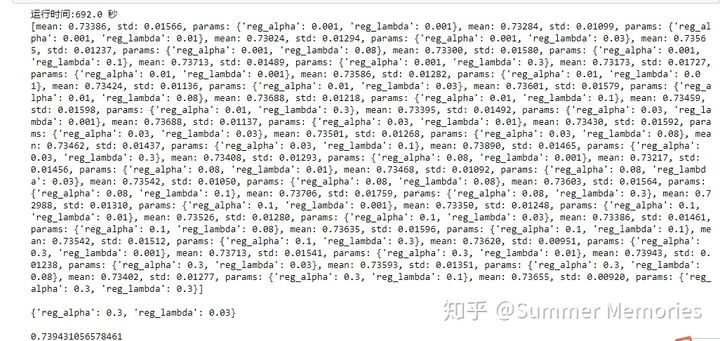 运行时间:692.0 秒
[mean: 0.73386, std: 0.01566, params: {'reg_alpha': 0.001, 'reg_lambda': 0.001}, mean: 0.73284, std: 0.01099, params: {'reg_al
pha': 0.001, 'reg_lambda': 0.01}, mean: 0.73024, std: 0.01294, params: {'reg_alpha': 0.001, 'reg_lambda': 0.03}, mean: 0.7356
5, std: 0.01237, params: {'reg_alpha': 0.001, 'reg_lambda': 0.08}, mean: 0.73300, std: 0.01580, params: {'reg_alpha': 0.001,
'reg_lambda': 0.1}, mean: 0.73713, std: 0.01489, params: {'reg_alpha': 0.001, 'reg_lambda': 0.3}, mean: 0.73173, std: 0.01727,
params: {'reg_alpha': 0.01, 'reg_lambda': 0.001}, mean: 0.73586, std: 0.01282, params: {'reg_alpha': 0.01, 'reg_lambda': 0.0
1}, mean: 0.73424, std: 0.01136, params: {'reg_alpha': 0.01, 'reg_lambda': 0.03}, mean: 0.73601, std: 0.01579, params: {'reg_a
lpha': 0.01, 'reg_lambda': 0.08}, mean: 0.73688, std: 0.01218, params: {'reg_alpha': 0.01, 'reg_lambda': 0.1}, mean: 0.73459,
std: 0.01598, params: {'reg_alpha': 0.01, 'reg_lambda': 0.3}, mean: 0.73395, std: 0.01492, params: {'reg_alpha': 0.03, 'reg_la
mbda': 0.001}, mean: 0.73688, std: 0.01137, params: {'reg_alpha': 0.03, 'reg_lambda': 0.01}, mean: 0.73430, std: 0.01592, para
ms: {'reg_alpha': 0.03, 'reg_lambda': 0.03}, mean: 0.73501, std: 0.01268, params: {'reg_alpha': 0.03, 'reg_lambda': 0.08}, mea
n: 0.73462, std: 0.01437, params: {'reg_alpha': 0.03, 'reg_lambda': 0.1}, mean: 0.73890, std: 0.01465, params: {'reg_alpha':
0.03, 'reg_lambda': 0.3}, mean: 0.73408, std: 0.01293, params: {'reg_alpha': 0.08, 'reg_lambda': 0.001}, mean: 0.73217, std:
0.01456, params: {'reg_alpha': 0.08, 'reg_lambda': 0.01}, mean: 0.73468, std: 0.01092, params: {'reg_alpha': 0.08, 'reg_lambd
a': 0.03}, mean: 0.73542, std: 0.01050, params: {'reg_alpha': 0.08, 'reg_lambda': 0.08}, mean: 0.73603, std: 0.01564, params:
{'reg_alpha': 0.08, 'reg_lambda': 0.1}, mean: 0.73706, std: 0.01759, params: {'reg_alpha': 0.08, 'reg_lambda': 0.3}, mean: 0.7
2988, std: 0.01310, params: {'reg_alpha': 0.1, 'reg_lambda': 0.001}, mean: 0.73350, std: 0.01248, params: {'reg_alpha': 0.1,
'reg_lambda': 0.01}, mean: 0.73526, std: 0.01280, params: {'reg_alpha': 0.1, 'reg_lambda': 0.03}, mean: 0.73386, std: 0.01461,
params: {'reg_alpha': 0.1, 'reg_lambda': 0.08}, mean: 0.73635, std: 0.01596, params: {'reg_alpha': 0.1, 'reg_lambda': 0.1}, me
an: 0.73542, std: 0.01512, params: {'reg_alpha': 0.1, 'reg_lambda': 0.3}, mean: 0.73620, std: 0.00951, params: {'reg_alpha':
0.3, 'reg_lambda': 0.001}, mean: 0.73713, std: 0.01541, params: {'reg_alpha': 0.3, 'reg_lambda': 0.01}, mean: 0.73943, std: 0.
01238, params: {'reg_alpha': 0.3, 'reg_lambda': 0.03}, mean: 0.73593, std: 0.01351, params: {'reg_alpha': 0.3, 'reg_lambda':
0.08}, mean: 0.73402, std: 0.01277, params: {'reg_alpha': 0.3, 'reg_lambda': 0.1}, mean: 0.73655, std: 0.00920, params: {'reg_
alpha': 0.3, 'reg_lambda': 0.3}]
{'reg_alpha': 0.3, 'reg_lambda': 0.03}
0.739431056578461
知乎 @Summer Memories